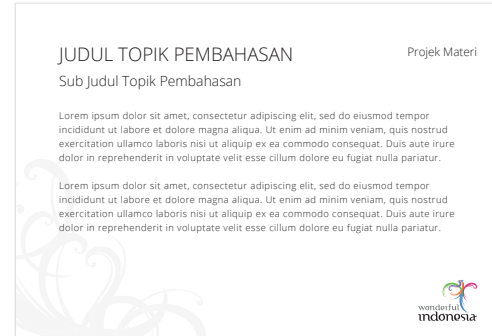 JUDUL TOPIK PEMBAHASAN
Projek Materi
Sub Judul Topik Pembahasan
Lorem ipsum dolor sit amet, consectetur adipiscing elit, sed do eiusmod tempor
incididunt ut labore et dolore magna aliqua. Ut enim ad minim veniam, quis nostrud
exercitation ullamco laboris nisi ut aliquip ex ea commodo consequat. Duis aute irure
dolor in reprehenderit in voluptate velit esse cillum dolore eu fugiat nulla pariatur.
Lorem ipsum dolor sit amet, consectetur adipiscing elit, sed do eiusmod tempor
incididunt ut labore et dolore magna aliqua. Ut enim ad minim veniam, quis nostrud
exercitation ullamco laboris nisi ut aliquip ex ea commodo consequat. Duis aute irure
dolor in reprehenderit in voluptate velit esse cillum dolore eu fugiat nulla pariatur.
wonderful
indonesia